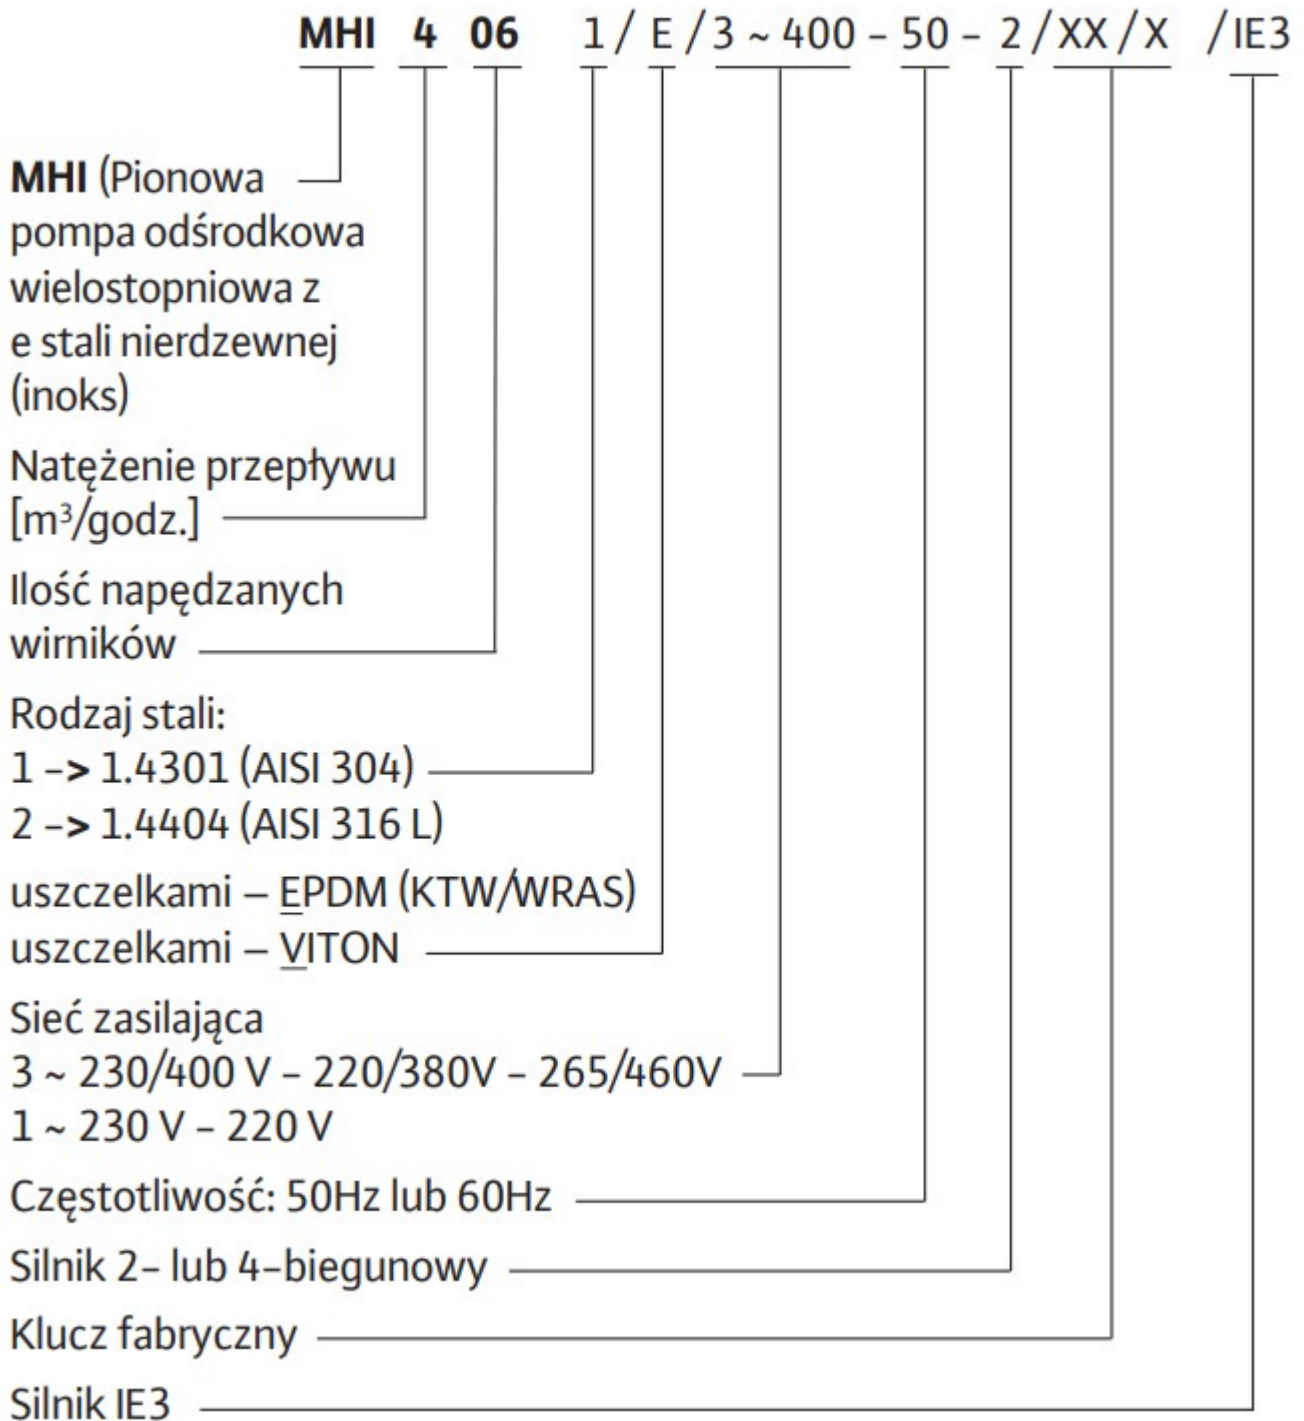 MHI 4 06 1 / E / 3 ~ 400 – 50 – 2 / XX / X / IE3
MHI (Pionowa
pompa odśrodkowa
wielostopniowa z
e stali nierdzewnej
(inoks)
Natężenie przepływu
[m³/godz.]
Ilość napędzanych
wirników
Rodzaj stali:
1 –> 1.4301 (AISI 304)
2 –> 1.4404 (AISI 316 L)
uszczelkami – EPDM (KTW/WRAS)
uszczelkami – VITON
Sieć zasilająca
3 ~ 230/400 V – 220/380V – 265/460V
1 ~ 230 V – 220 V
Częstotliwość: 50Hz lub 60Hz
Silnik 2– lub 4–biegunowy
Klucz fabryczny
Silnik IE3